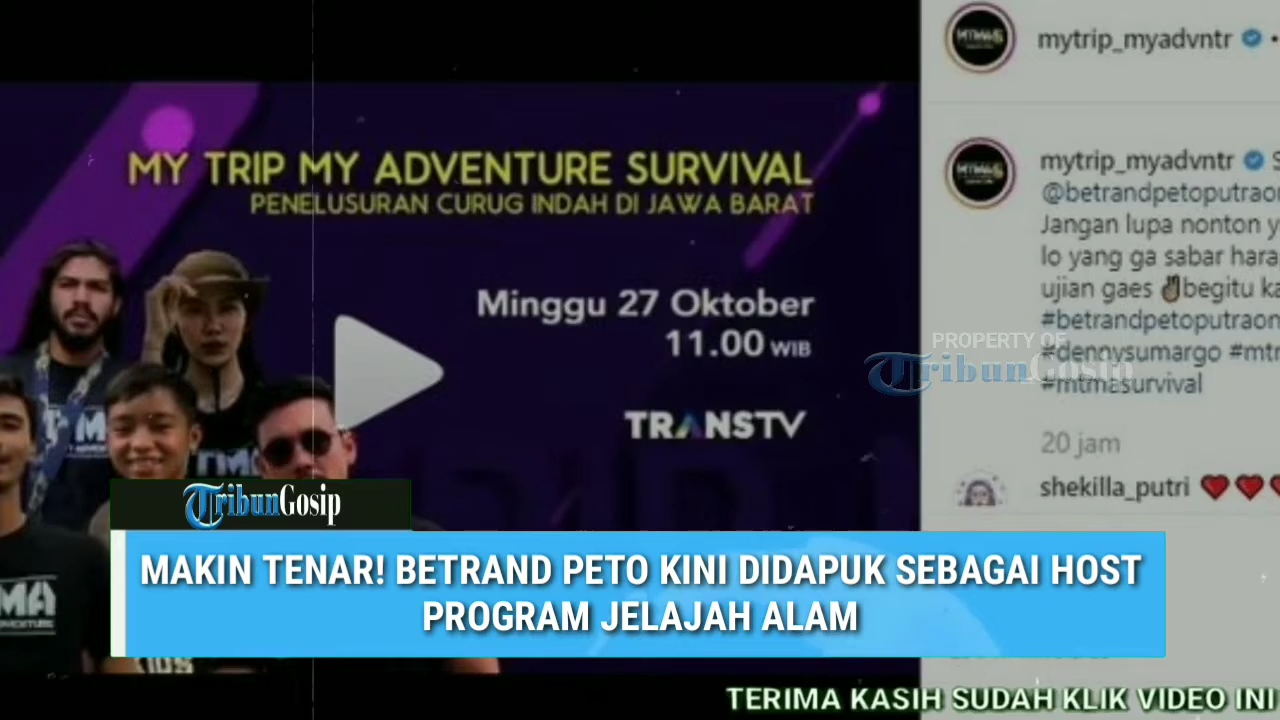 MY TRIP MY ADVENTURE SURVIVAL
PENELUSURAN CURUG INDAH DI JAWA BARAT
Minggu 27 Oktober
11.00 WIB
TRANSTV
mytrip_myadvntr •
mytrip_myadvntr
@betrandpetoputraon
Jangan lupa nonton y
lo yang ga sabar hara
ujian gaes ✌🏾begitu ka
#betrandpetoputraon
#dennysumargo #mtr
#mtmasurvival
PROPERTY OF
TribunGosip
20 jam
shekilla_putri ❤️❤️
TribunGosip
MAKIN TENAR! BETRAND PETO KINI DIDAPUK SEBAGAI HOST
PROGRAM JELAJAH ALAM
TERIMA KASIH SUDAH KLIK VIDEO INI